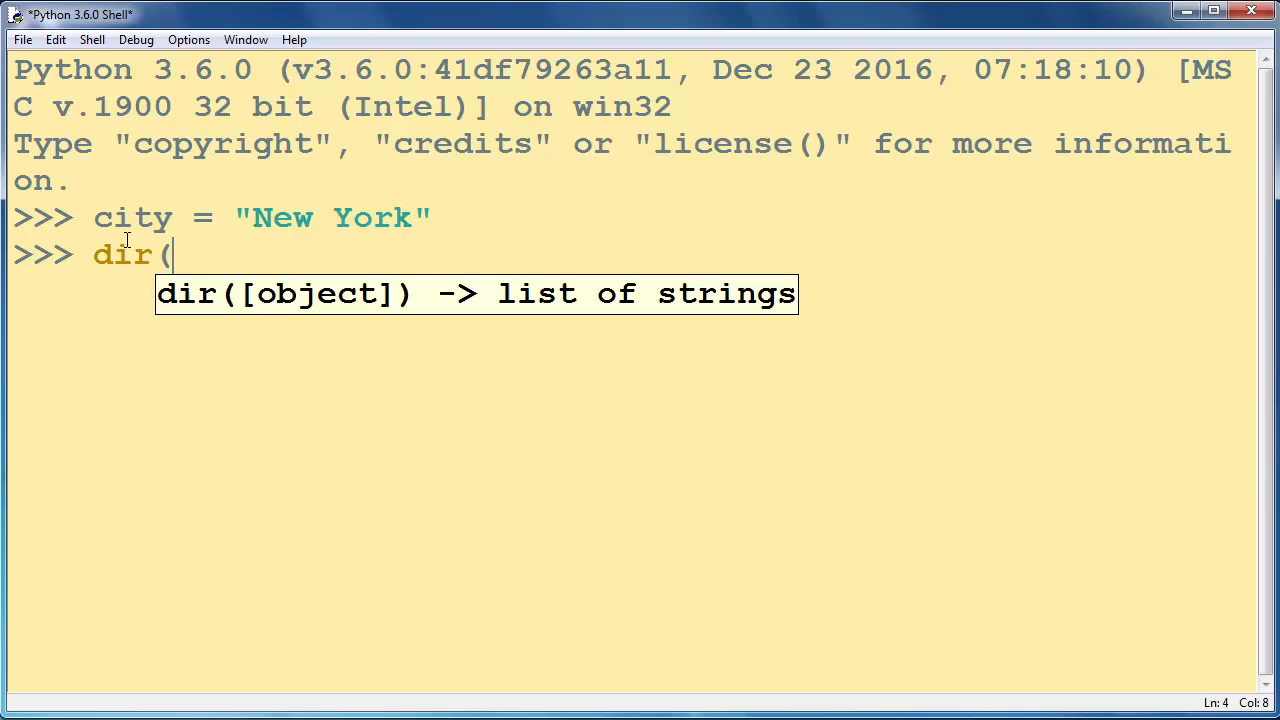 *Python 3.6.0 Shell*
File Edit Shell Debug Options Window Help
Python 3.6.0 (v3.6.0:41df79263a11, Dec 23 2016, 07:18:10) [MS
C v.1900 32 bit (Intel)] on win32
Type "copyright", "credits" or "license()" for more informati
on.
>>> city = "New York"
>>> dir(
dir([object]) -> list of strings
Ln: 4 Col: 8